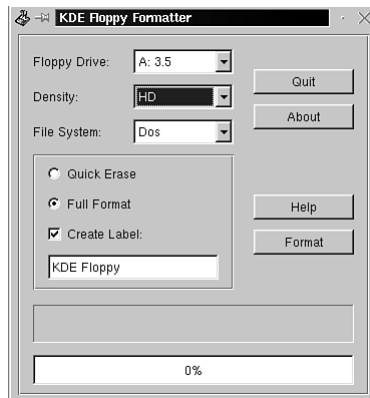 KDE Floppy Formatter
Floppy Drive: A: 3.5
Quit
Density: HD
About
File System: Dos
Quick Erase
Full Format
Help
Create Label:
Format
KDE Floppy
0%